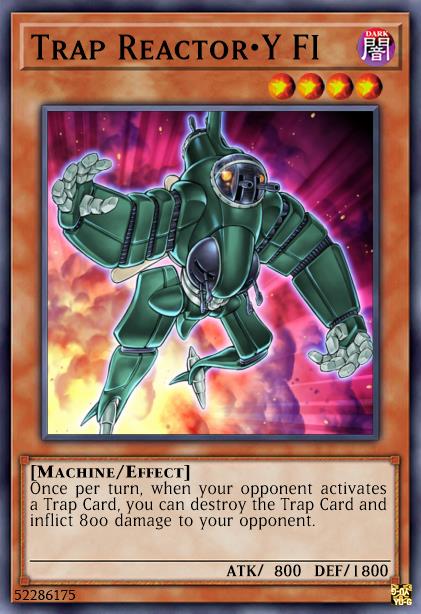 TRAP REACTOR•Y FI
DARK
闇
[MACHINE/EFFECT]
Once per turn, when your opponent activates
a Trap Card, you can destroy the Trap Card and
inflict 800 damage to your opponent.
ATK/ 800 DEF/1800
52286175